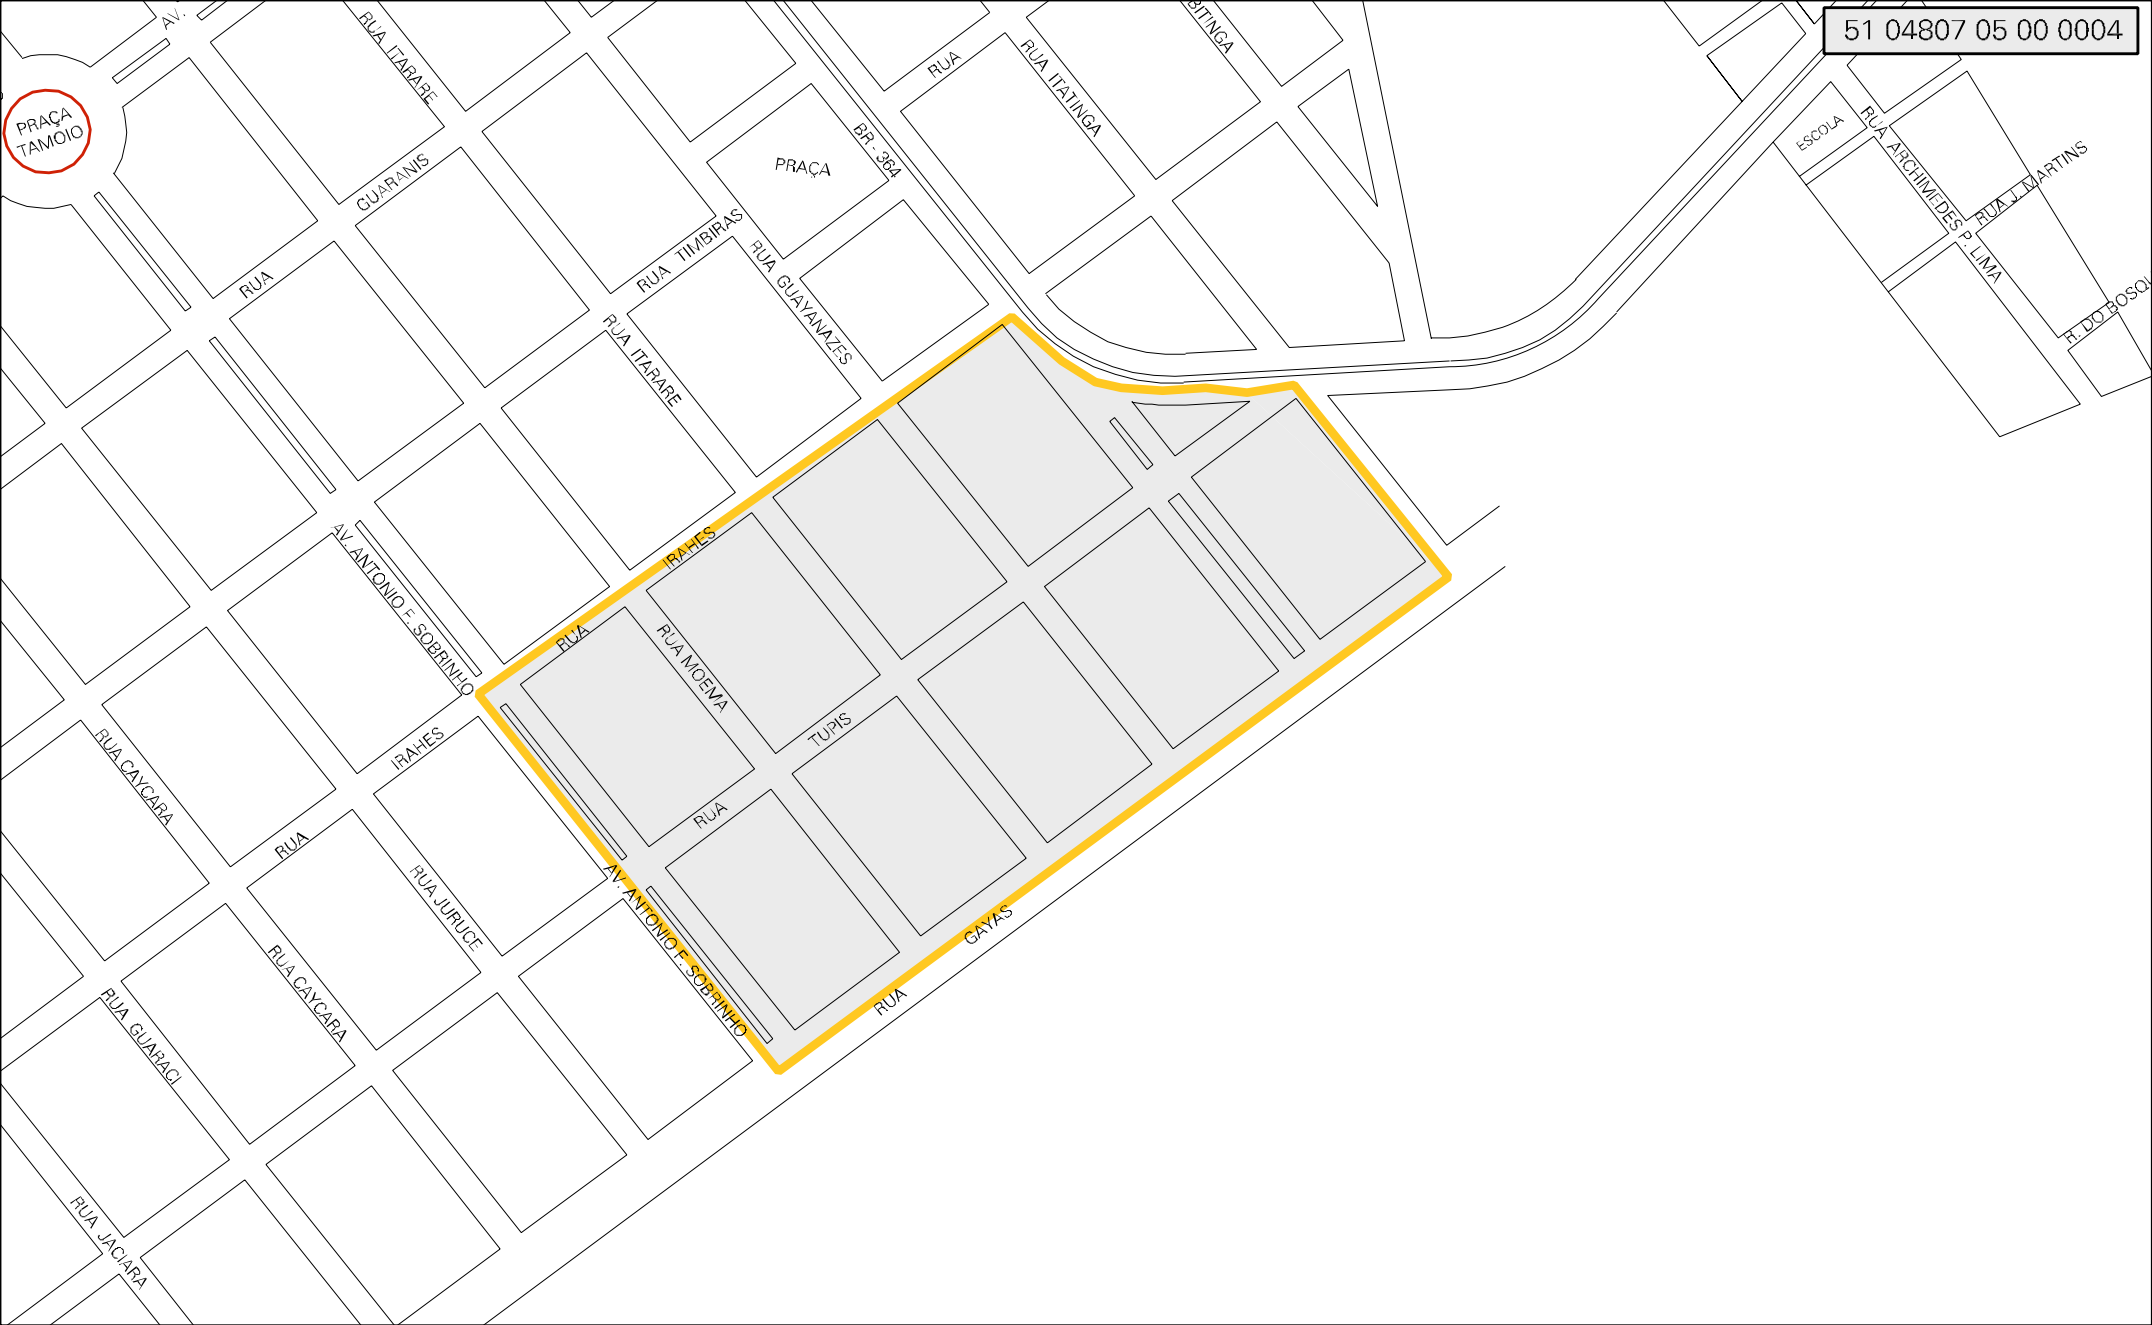 51 04807 05 00 0004
AV.
RUA ITARARE
BITINGA
RUA
RUA ITATINGA
BR - 364
PRAÇA
TAMOIO
ESCOLA
RUA ARCHIMEDES P. LIMA
RUA J. MARTINS
PRAÇA
GUARANIS
RUA
RUA TIMBIRAS
RUA GUAYANAZES
R. DO BOSQU
RUA ITARARE
IRAHES
RUA
AV. ANTONIO F. SOBRINHO
RUA MOEMA
TUPIS
RUA
IRAHES
RUA
RUA CAYCARA
RUA JURUCE
AV. ANTONIO F. SOBRINHO
GAYAS
RUA
RUA CAYCARA
RUA GUARACI
RUA JACIARA